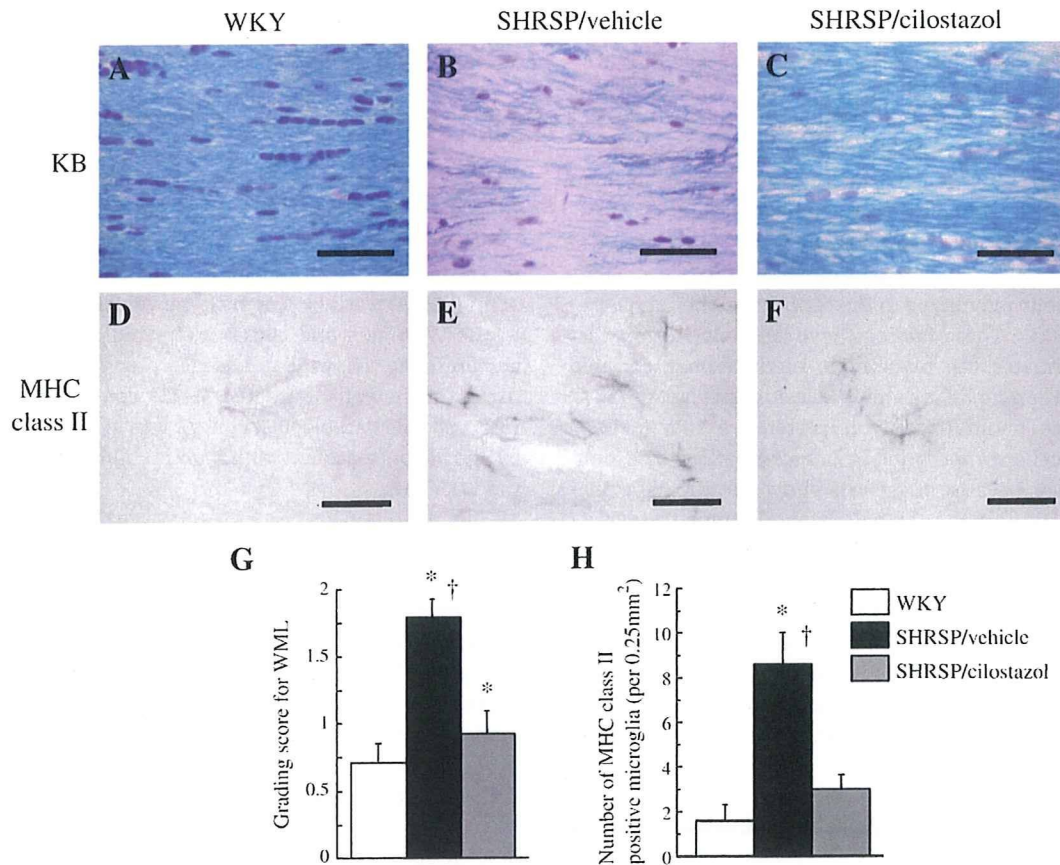 WKY SHRSP/vehicle SHRSP/cilostazol
KB
A
B
C
MHC
class II
D
E
F
G
Grading score for WML
2
1.5
1
0.5
0
* †
*
H
Number of MHC class II
positive microglia (per 0.25mm²)
12
10
8
6
4
2
0
*
†
WKY
SHRSP/vehicle
SHRSP/cilostazol